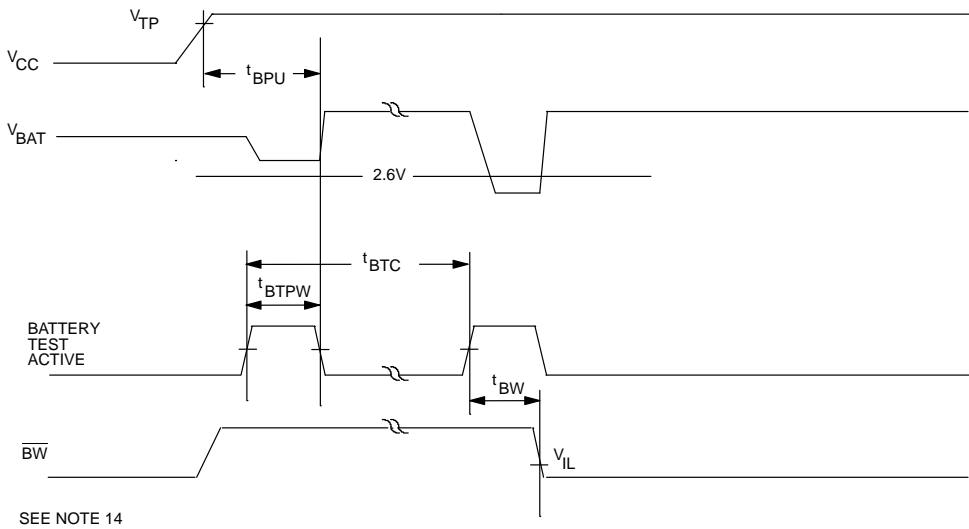 VTP
VCC
tBPU
VBAT
2.6V
tBTC
tBTPW
BATTERY
TEST
ACTIVE
tBW
BW
VIL
SEE NOTE 14